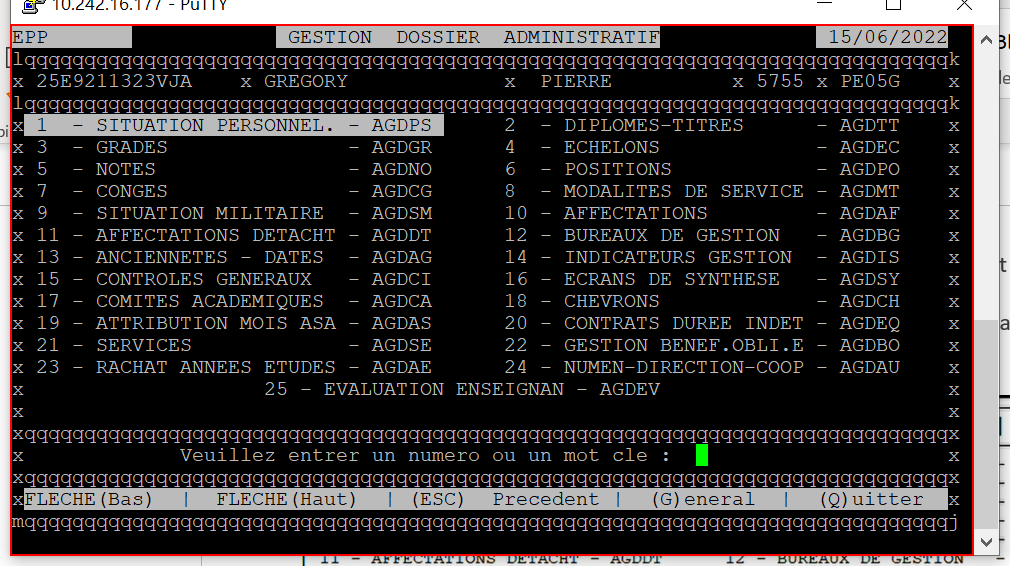 10.242.16.177 - PuTTY
EPP GESTION DOSSIER ADMINISTRATIF 15/06/2022
lqqqqqqqqqqqqqqqqqqqqqqqqqqqqqqqqqqqqqqqqqqqqqqqqqqqqqqqqqqqqqqqqqqqqqqqqqqqqqk
x 25E9211323VJA x GREGORY x PIERRE x 5755 x PE05G x
lqqqqqqqqqqqqqqqqqqqqqqqqqqqqqqqqqqqqqqqqqqqqqqqqqqqqqqqqqqqqqqqqqqqqqqqqqqqqqk
x 1 - SITUATION PERSONNEL. - AGDPS 2 - DIPLOMES-TITRES - AGDTT x
x 3 - GRADES - AGDGR 4 - ECHELONS - AGDEC x
x 5 - NOTES - AGDNO 6 - POSITIONS - AGDPO x
x 7 - CONGES - AGDCG 8 - MODALITES DE SERVICE - AGDMT x
x 9 - SITUATION MILITAIRE - AGDSM 10 - AFFECTATIONS - AGDAF x
x 11 - AFFECTATIONS DETACHT - AGDDT 12 - BUREAUX DE GESTION - AGDBG x
x 13 - ANCIENNETES - DATES - AGDAG 14 - INDICATEURS GESTION - AGDIS x
x 15 - CONTROLES GENERAUX - AGDCI 16 - ECRANS DE SYNTHESE - AGDSY x
x 17 - COMITES ACADEMIQUES - AGDCA 18 - CHEVRONS - AGDCH x
x 19 - ATTRIBUTION MOIS ASA - AGDAS 20 - CONTRATS DUREE INDET - AGDEQ x
x 21 - SERVICES - AGDSE 22 - GESTION BENEF.OBLI.E - AGDBO x
x 23 - RACHAT ANNEES ETUDES - AGDAE 24 - NUMEN-DIRECTION-COOP - AGDAU x
x 25 - EVALUATION ENSEIGNAN - AGDEV x
x x
xqqqqqqqqqqqqqqqqqqqqqqqqqqqqqqqqqqqqqqqqqqqqqqqqqqqqqqqqqqqqqqqqqqqqqqqqqqqqqx
x Veuillez entrer un numero ou un mot cle : x
xqqqqqqqqqqqqqqqqqqqqqqqqqqqqqqqqqqqqqqqqqqqqqqqqqqqqqqqqqqqqqqqqqqqqqqqqqqqqqx
xFLECHE(Bas) | FLECHE(Haut) | (ESC) Precedent | (G)eneral | (Q)uitter x
mqqqqqqqqqqqqqqqqqqqqqqqqqqqqqqqqqqqqqqqqqqqqqqqqqqqqqqqqqqqqqqqqqqqqqqqqqqqqqj
11 - AFFECTATIONS DETACHT - AGDDT 12 - BUREAUX DE GESTION -